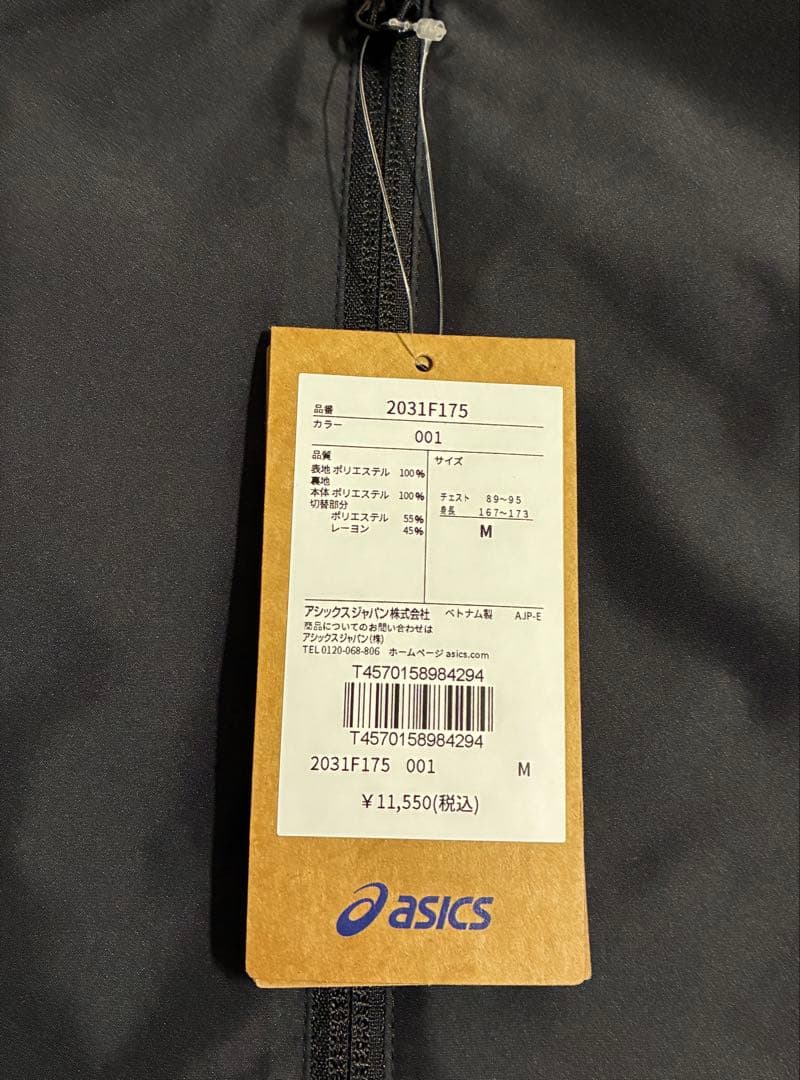 品番 2031F175
カラー
001
品質
表地 ポリエステル 100%
裏地
本体 ポリエステル 100%
切替部分
ポリエステル 55%
レーヨン 45%
サイズ
チェスト 89~95
身長 167~173
M
アシックスジャパン株式会社 ベトナム製 AJP-E
商品についてのお問い合わせは
アシックスジャパン(株)
TEL 0120-068-806 ホームページ asics.com
T4570158984294
T4570158984294
2031F175 001 M
¥11,550(税込)
asics